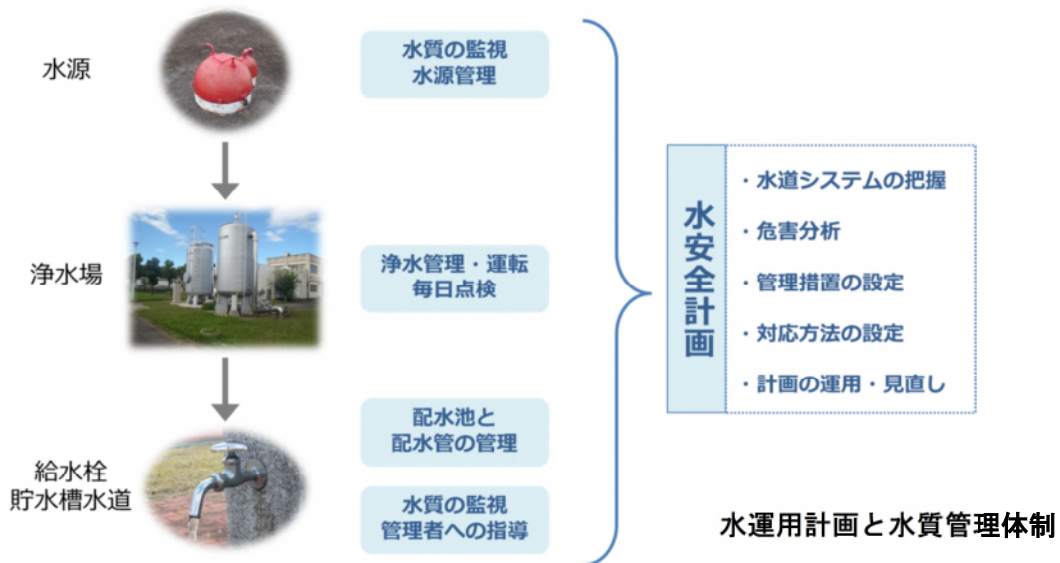 水源
水質の監視
水源管理
浄水場
浄水管理・運転
毎日点検
給水栓
貯水槽水道
配水池と
配水管の管理
水質の監視
管理者への指導
水安全計画
・水道システムの把握
・危害分析
・管理措置の設定
・対応方法の設定
・計画の運用・見直し
水運用計画と水質管理体制